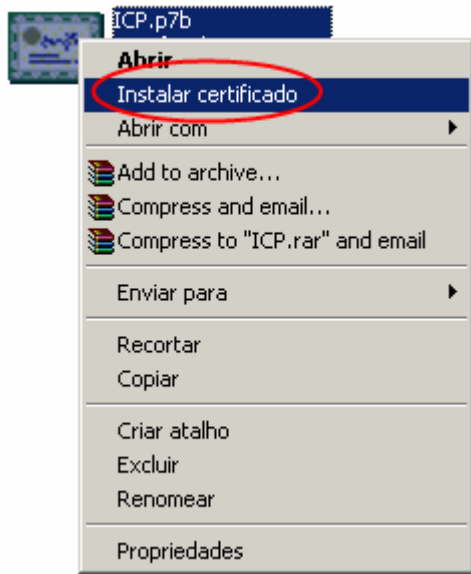 ICP.p7b
Abrir
Instalar certificado
Abrir com
Add to archive...
Compress and email...
Compress to "ICP.rar" and email
Enviar para
Recortar
Copiar
Criar atalho
Excluir
Renomear
Propriedades